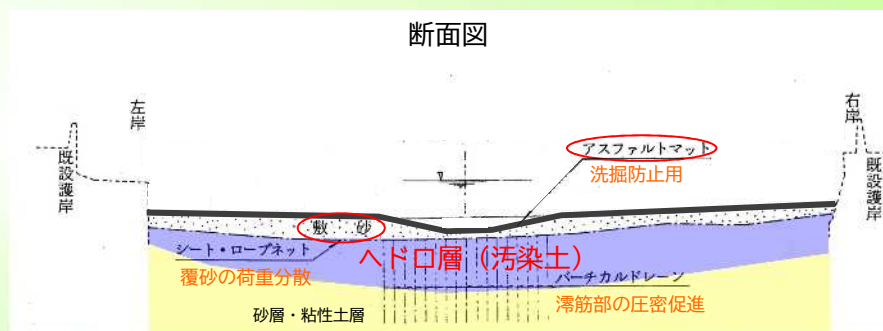 断面図
左岸
右岸
既設護岸
既設護岸
アスファルトマット
洗掘防止用
敷砂
シート・ロープネット
ヘドロ層（汚染土）
覆砂の荷重分散
バーチカルドレーン
澪筋部の圧密促進
砂層・粘性土層